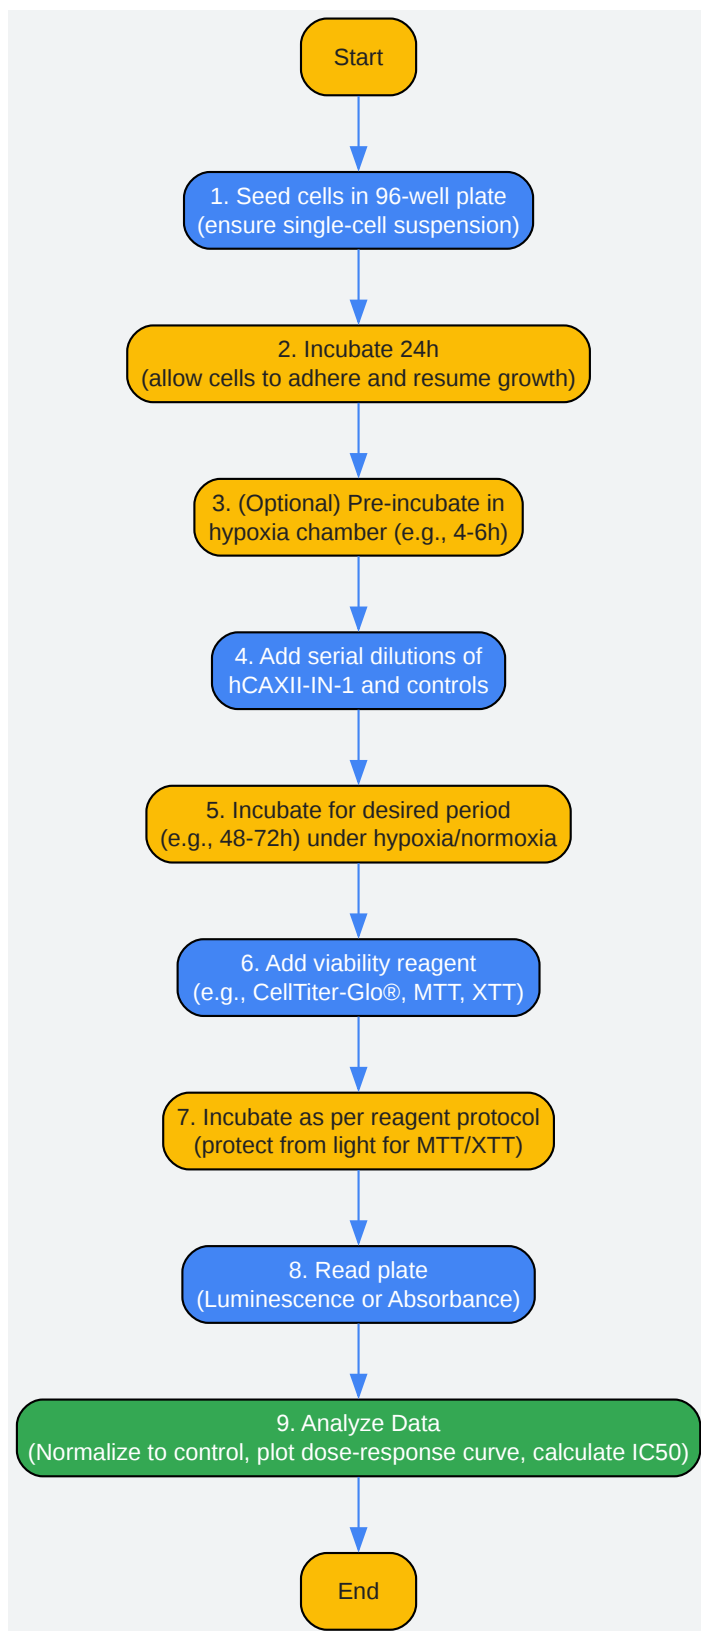 Start
1. Seed cells in 96-well plate
(ensure single-cell suspension)
2. Incubate 24h
(allow cells to adhere and resume growth)
3. (Optional) Pre-incubate in
hypoxia chamber (e.g., 4-6h)
4. Add serial dilutions of
hCAXII-IN-1 and controls
5. Incubate for desired period
(e.g., 48-72h) under hypoxia/normoxia
6. Add viability reagent
(e.g., CellTiter-Glo®, MTT, XTT)
7. Incubate as per reagent protocol
(protect from light for MTT/XTT)
8. Read plate
(Luminescence or Absorbance)
9. Analyze Data
(Normalize to control, plot dose-response curve, calculate IC50)
End